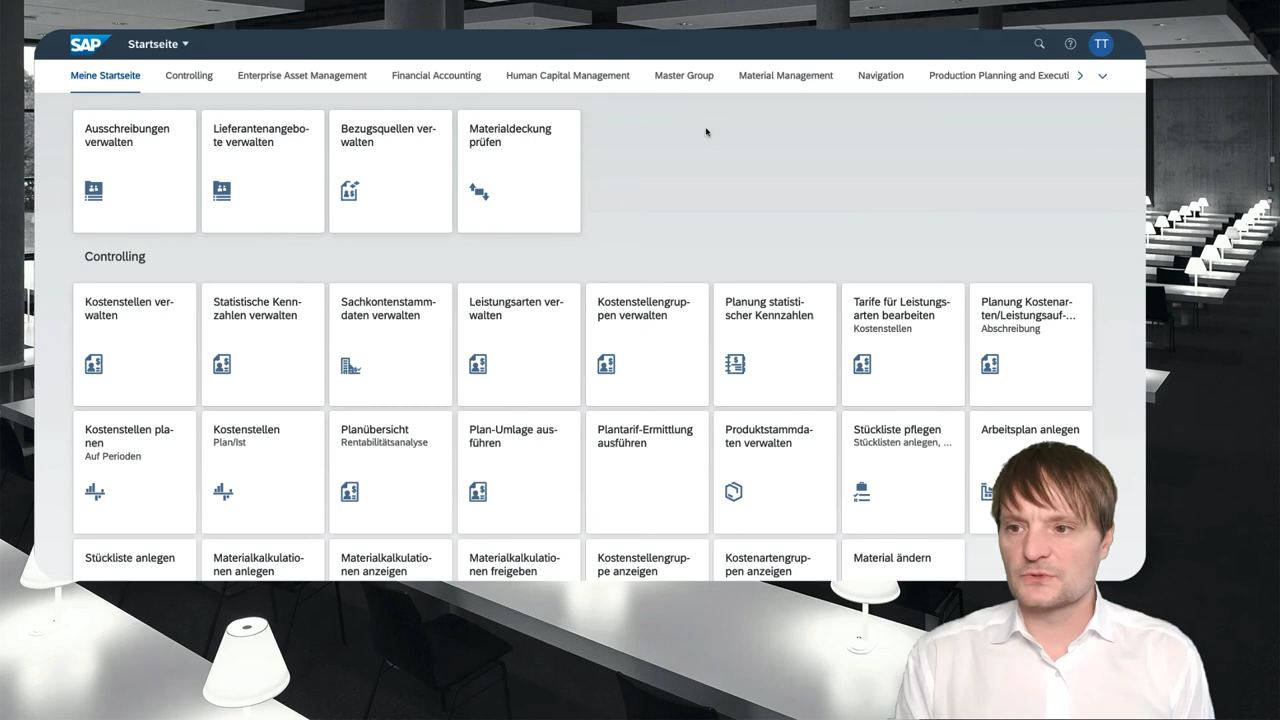 SAP
Startseite
TT
Meine Startseite
Controlling
Enterprise Asset Management
Financial Accounting
Human Capital Management
Master Group
Material Management
Navigation
Production Planning and Executi
Ausschreibungen
verwalten
Lieferantenangebo-
te verwalten
Bezugsquellen ver-
walten
Materialdeckung
prüfen
Controlling
Kostenstellen ver-
walten
Statistische Kenn-
zahlen verwalten
Sachkontenstamm-
daten verwalten
Leistungsarten ver-
walten
Kostenstellengrup-
pen verwalten
Planung statisti-
scher Kennzahlen
Tarife für Leistungs-
arten bearbeiten
Kostenstellen
Planung Kostenar-
ten/Leistungsauf-...
Abschreibung
Kostenstellen pla-
nen
Auf Perioden
Kostenstellen
Plan/Ist
Planübersicht
Rentabilitätsanalyse
Plan-Umlage aus-
führen
Plantarif-Ermittlung
ausführen
Produktstammda-
ten verwalten
Stückliste pflegen
Stücklisten anlegen, ...
Arbeitsplan anlegen
Stückliste anlegen
Materialkalkulatio-
nen anlegen
Materialkalkulatio-
nen anzeigen
Materialkalkulatio-
nen freigeben
Kostenstellengrup-
pe anzeigen
Kostenartengrup-
pen anzeigen
Material ändern